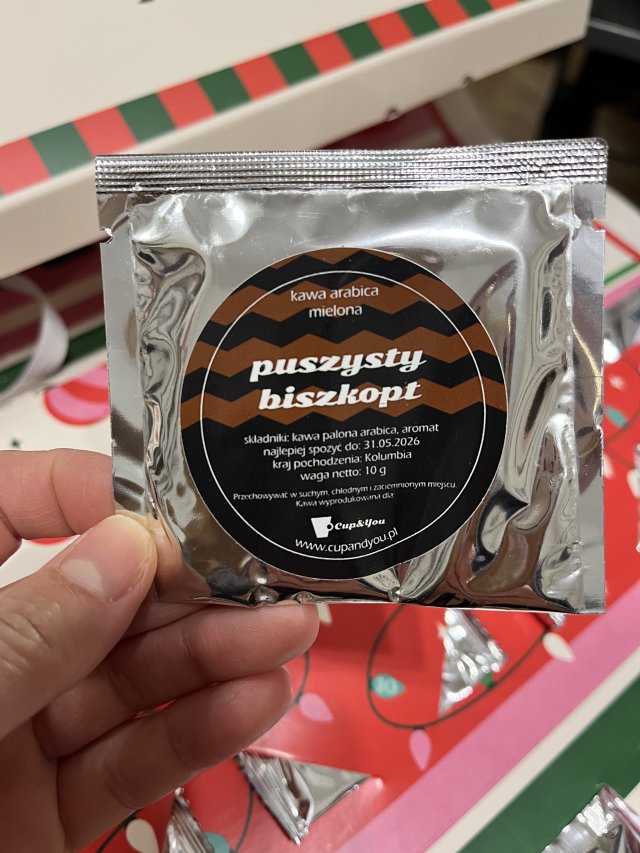 kawa arabica
mielona
puszysty
biszkopt
składniki: kawa palona arabica, aromat
najlepiej spożyć do: 31.05.2026
kraj pochodzenia: Kolumbia
waga netto: 10 g
Przechowywać w suchym, chłodnym i zaciemnionym miejscu.
Kawa wyprodukowana dla:
Cup&You
www.cupandyou.pl